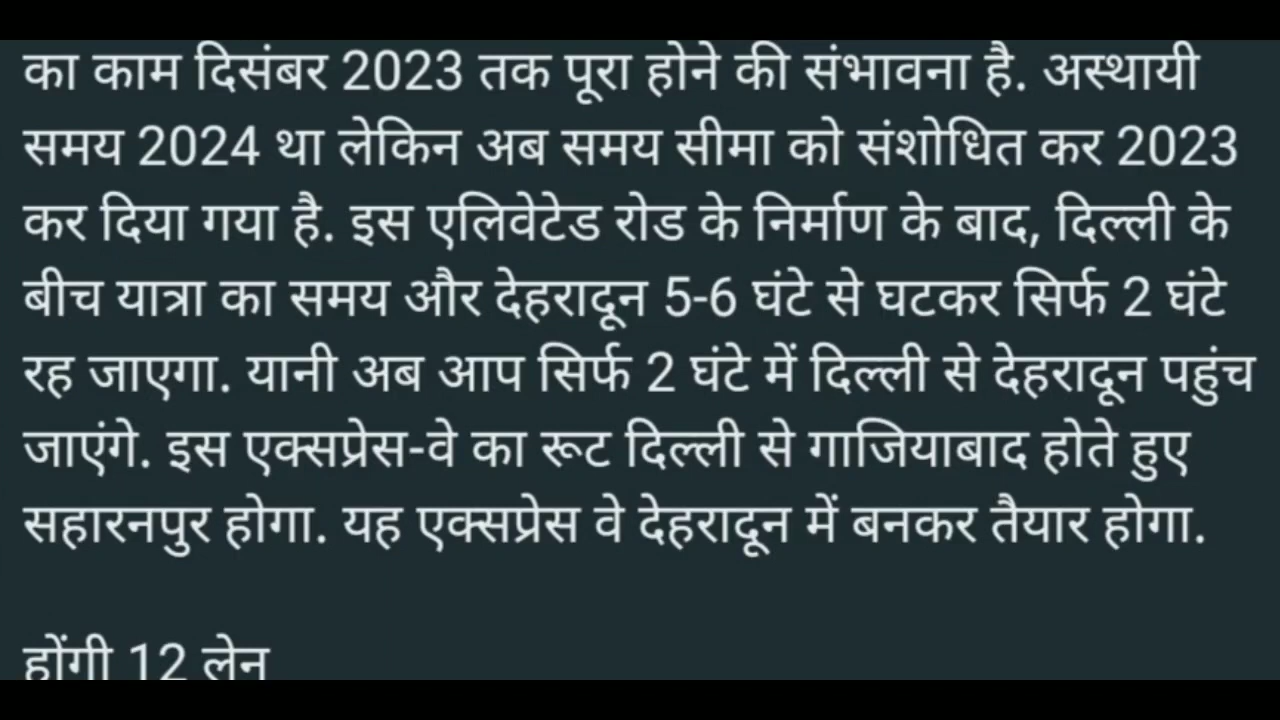 का काम दिसंबर 2023 तक पूरा होने की संभावना है. अस्थायी
समय 2024 था लेकिन अब समय सीमा को संशोधित कर 2023
कर दिया गया है. इस एलिवेटेड रोड के निर्माण के बाद, दिल्ली के
बीच यात्रा का समय और देहरादून 5-6 घंटे से घटकर सिर्फ 2 घंटे
रह जाएगा. यानी अब आप सिर्फ 2 घंटे में दिल्ली से देहरादून पहुंच
जाएंगे. इस एक्सप्रेस-वे का रूट दिल्ली से गाजियाबाद होते हुए
सहारनपुर होगा. यह एक्सप्रेस वे देहरादून में बनकर तैयार होगा.
होंगी 12 लेन